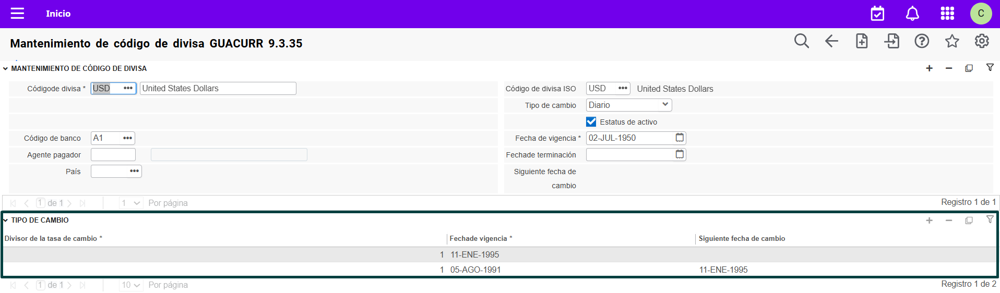 Inicio
C
Mantenimiento de código de divisa GUACURR 9.3.35
MANTENIMIENTO DE CÓDIGO DE DIVISA
Códigode divisa * USD ••• United States Dollars
Código de divisa ISO USD ••• United States Dollars
Tipo de cambio Diario
Estatus de activo
Código de banco A1 •••
Fecha de vigencia * 02-JUL-1950
Agente pagador
Fechade terminación
País •••
Siguiente fecha de
cambio
1 de 1 1 Por página Registro 1 de 1
TIPO DE CAMBIO
Divisor de la tasa de cambio * Fechade vigencia * Siguiente fecha de cambio
1 11-ENE-1995
1 05-AGO-1991 11-ENE-1995
1 de 1 10 Por página Registro 1 de 2